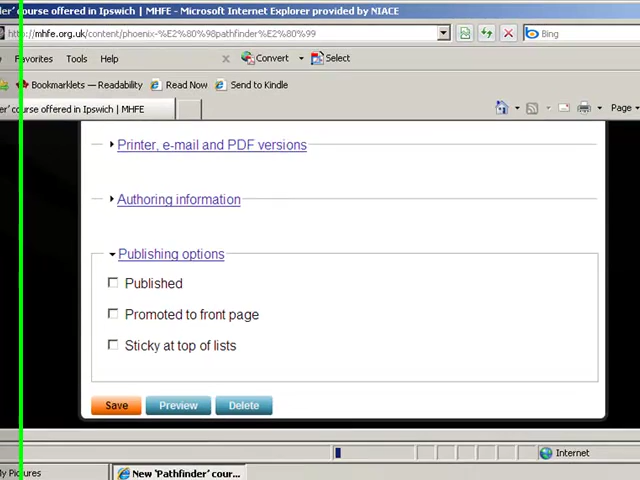 der' course offered in Ipswich | MHFE - Microsoft Internet Explorer provided by NIACE
http://mhfe.org.uk/content/phoenix-%E2%80%98pathfinder%E2%80%99
Bing
Favorites Tools Help x Convert Select
Bookmarklets — Readability Read Now Send to Kindle
der' course offered in Ipswich | MHFE
Page
Printer, e-mail and PDF versions
Authoring information
Publishing options
Published
Promoted to front page
Sticky at top of lists
Save Preview Delete
Internet
My Pictures New 'Pathfinder' cour...